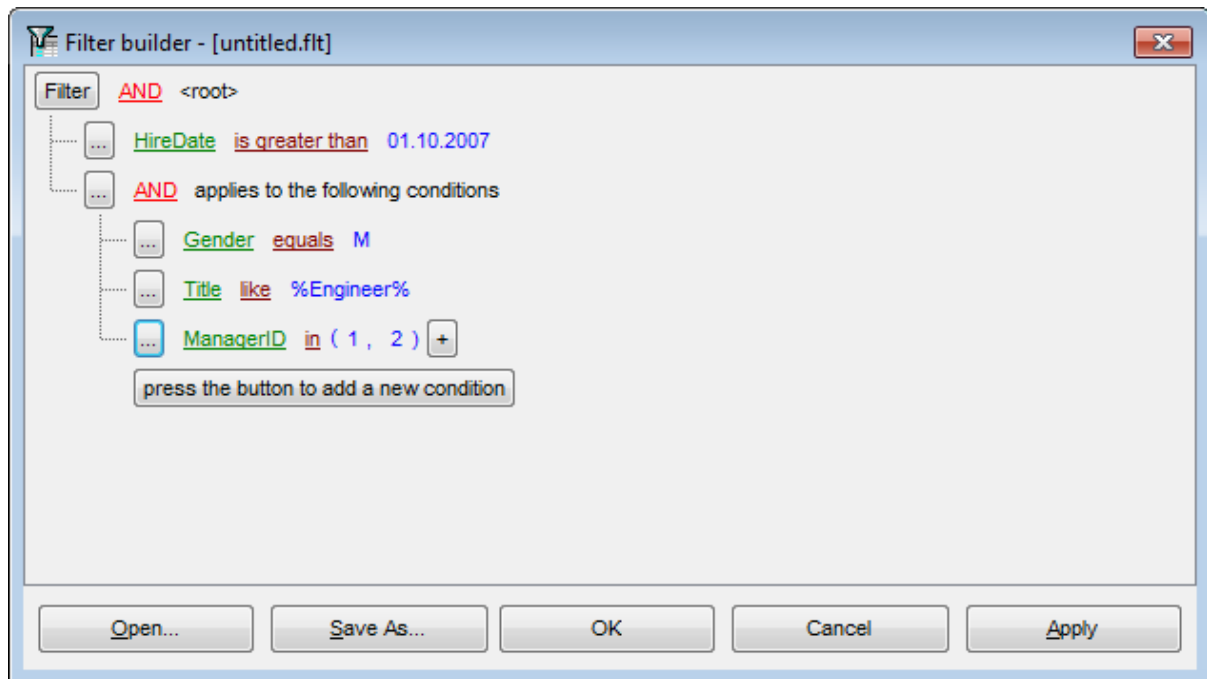 Filter builder - [untitled.flt]
Filter AND <root>
... HireDate is greater than 01.10.2007
... AND applies to the following conditions
... Gender equals M
... Title like %Engineer%
... ManagerID in ( 1 , 2 ) +
press the button to add a new condition
Open... Save As... OK Cancel Apply